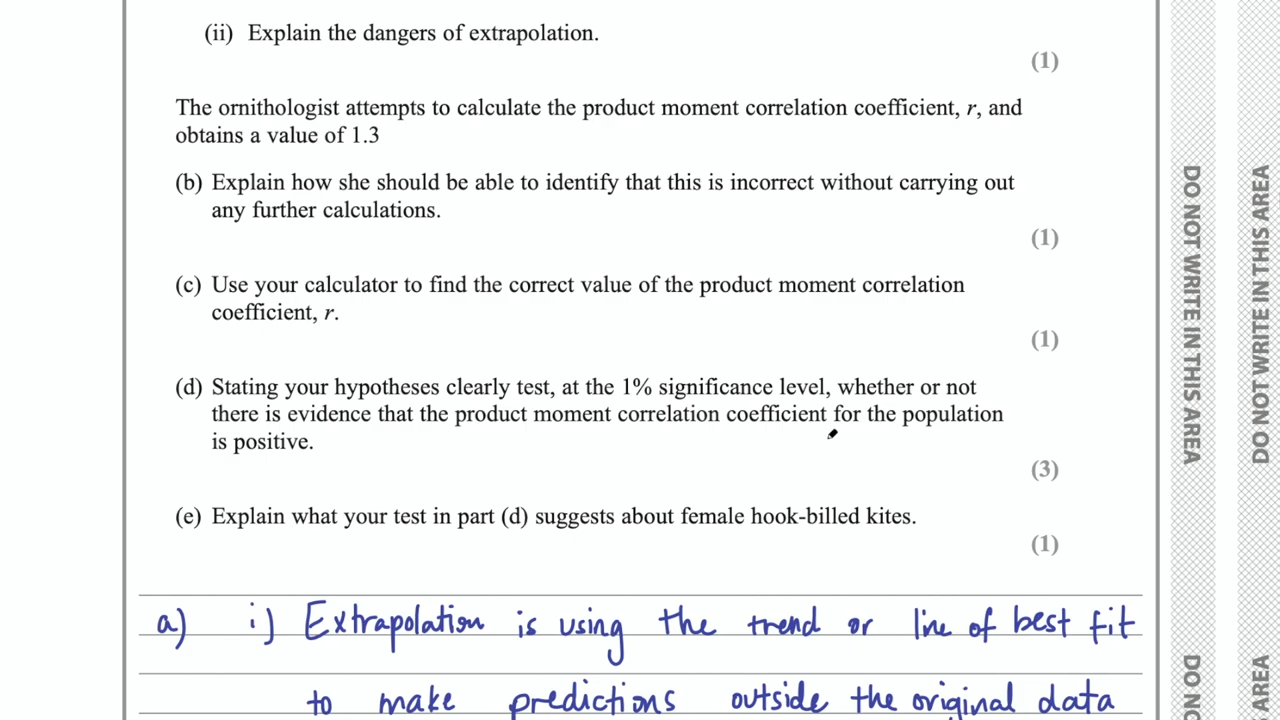 (ii) Explain the dangers of extrapolation.
(1)
The ornithologist attempts to calculate the product moment correlation coefficient, r, and
obtains a value of 1.3
(b) Explain how she should be able to identify that this is incorrect without carrying out
any further calculations.
(1)
(c) Use your calculator to find the correct value of the product moment correlation
coefficient, r.
(1)
(d) Stating your hypotheses clearly test, at the 1% significance level, whether or not
there is evidence that the product moment correlation coefficient for the population
is positive.
(3)
(e) Explain what your test in part (d) suggests about female hook-billed kites.
(1)
a) i) Extrapolation is using the trend or line of best fit
to make predictions outside the original data
DO NOT WRITE IN THIS AREA
DO NOT WRITE IN THIS AREA
DO NO
AREA